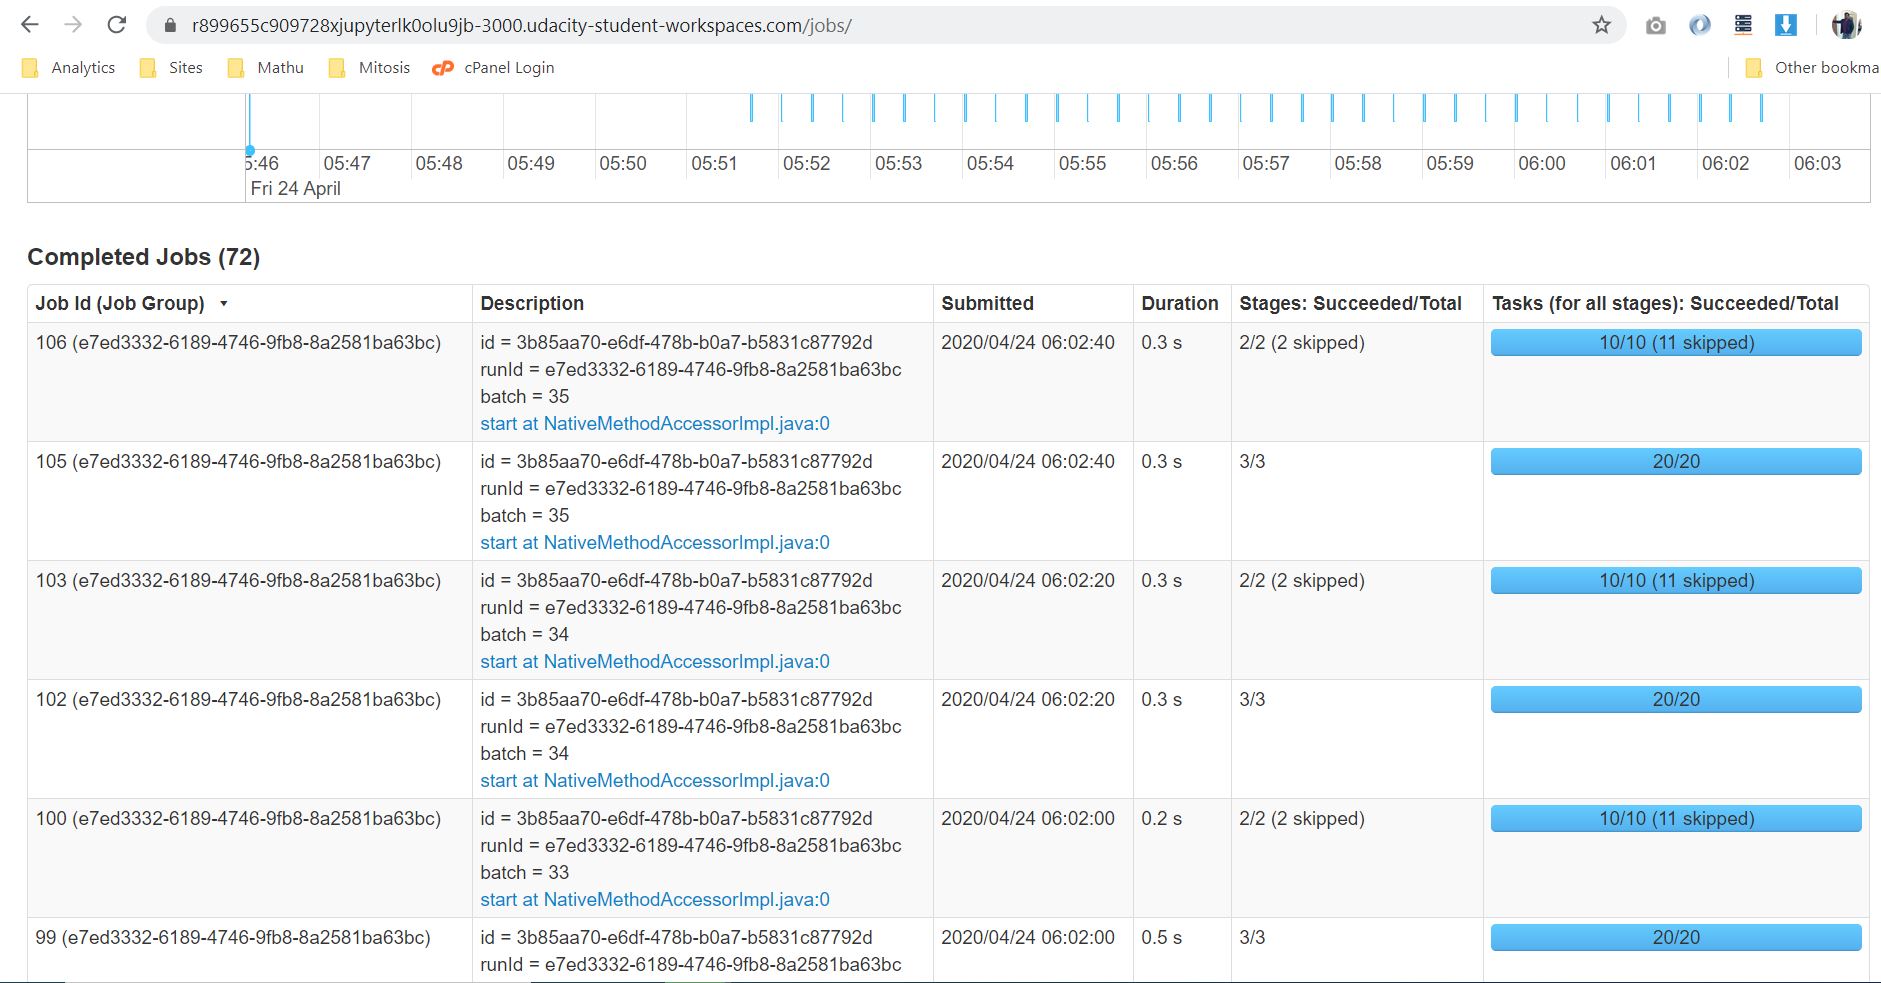 r899655c909728xjupyterlk0olu9jb-3000.udacity-student-workspaces.com/jobs/
Analytics Sites Mathu Mitosis cPanel Login Other bookma
5:46 05:47 05:48 05:49 05:50 05:51 05:52 05:53 05:54 05:55 05:56 05:57 05:58 05:59 06:00 06:01 06:02 06:03
Fri 24 April
Completed Jobs (72)
Job Id (Job Group) Description Submitted Duration Stages: Succeeded/Total Tasks (for all stages): Succeeded/Total
106 (e7ed3332-6189-4746-9fb8-8a2581ba63bc) id = 3b85aa70-e6df-478b-b0a7-b5831c87792d 2020/04/24 06:02:40 0.3 s 2/2 (2 skipped) 10/10 (11 skipped)
runId = e7ed3332-6189-4746-9fb8-8a2581ba63bc
batch = 35
start at NativeMethodAccessorImpl.java:0
105 (e7ed3332-6189-4746-9fb8-8a2581ba63bc) id = 3b85aa70-e6df-478b-b0a7-b5831c87792d 2020/04/24 06:02:40 0.3 s 3/3 20/20
runId = e7ed3332-6189-4746-9fb8-8a2581ba63bc
batch = 35
start at NativeMethodAccessorImpl.java:0
103 (e7ed3332-6189-4746-9fb8-8a2581ba63bc) id = 3b85aa70-e6df-478b-b0a7-b5831c87792d 2020/04/24 06:02:20 0.3 s 2/2 (2 skipped) 10/10 (11 skipped)
runId = e7ed3332-6189-4746-9fb8-8a2581ba63bc
batch = 34
start at NativeMethodAccessorImpl.java:0
102 (e7ed3332-6189-4746-9fb8-8a2581ba63bc) id = 3b85aa70-e6df-478b-b0a7-b5831c87792d 2020/04/24 06:02:20 0.3 s 3/3 20/20
runId = e7ed3332-6189-4746-9fb8-8a2581ba63bc
batch = 34
start at NativeMethodAccessorImpl.java:0
100 (e7ed3332-6189-4746-9fb8-8a2581ba63bc) id = 3b85aa70-e6df-478b-b0a7-b5831c87792d 2020/04/24 06:02:00 0.2 s 2/2 (2 skipped) 10/10 (11 skipped)
runId = e7ed3332-6189-4746-9fb8-8a2581ba63bc
batch = 33
start at NativeMethodAccessorImpl.java:0
99 (e7ed3332-6189-4746-9fb8-8a2581ba63bc) id = 3b85aa70-e6df-478b-b0a7-b5831c87792d 2020/04/24 06:02:00 0.5 s 3/3 20/20
runId = e7ed3332-6189-4746-9fb8-8a2581ba63bc